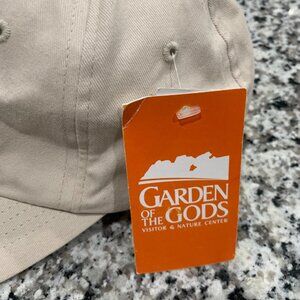 GARDEN
OF THE GODS
VISITOR & NATURE CENTER